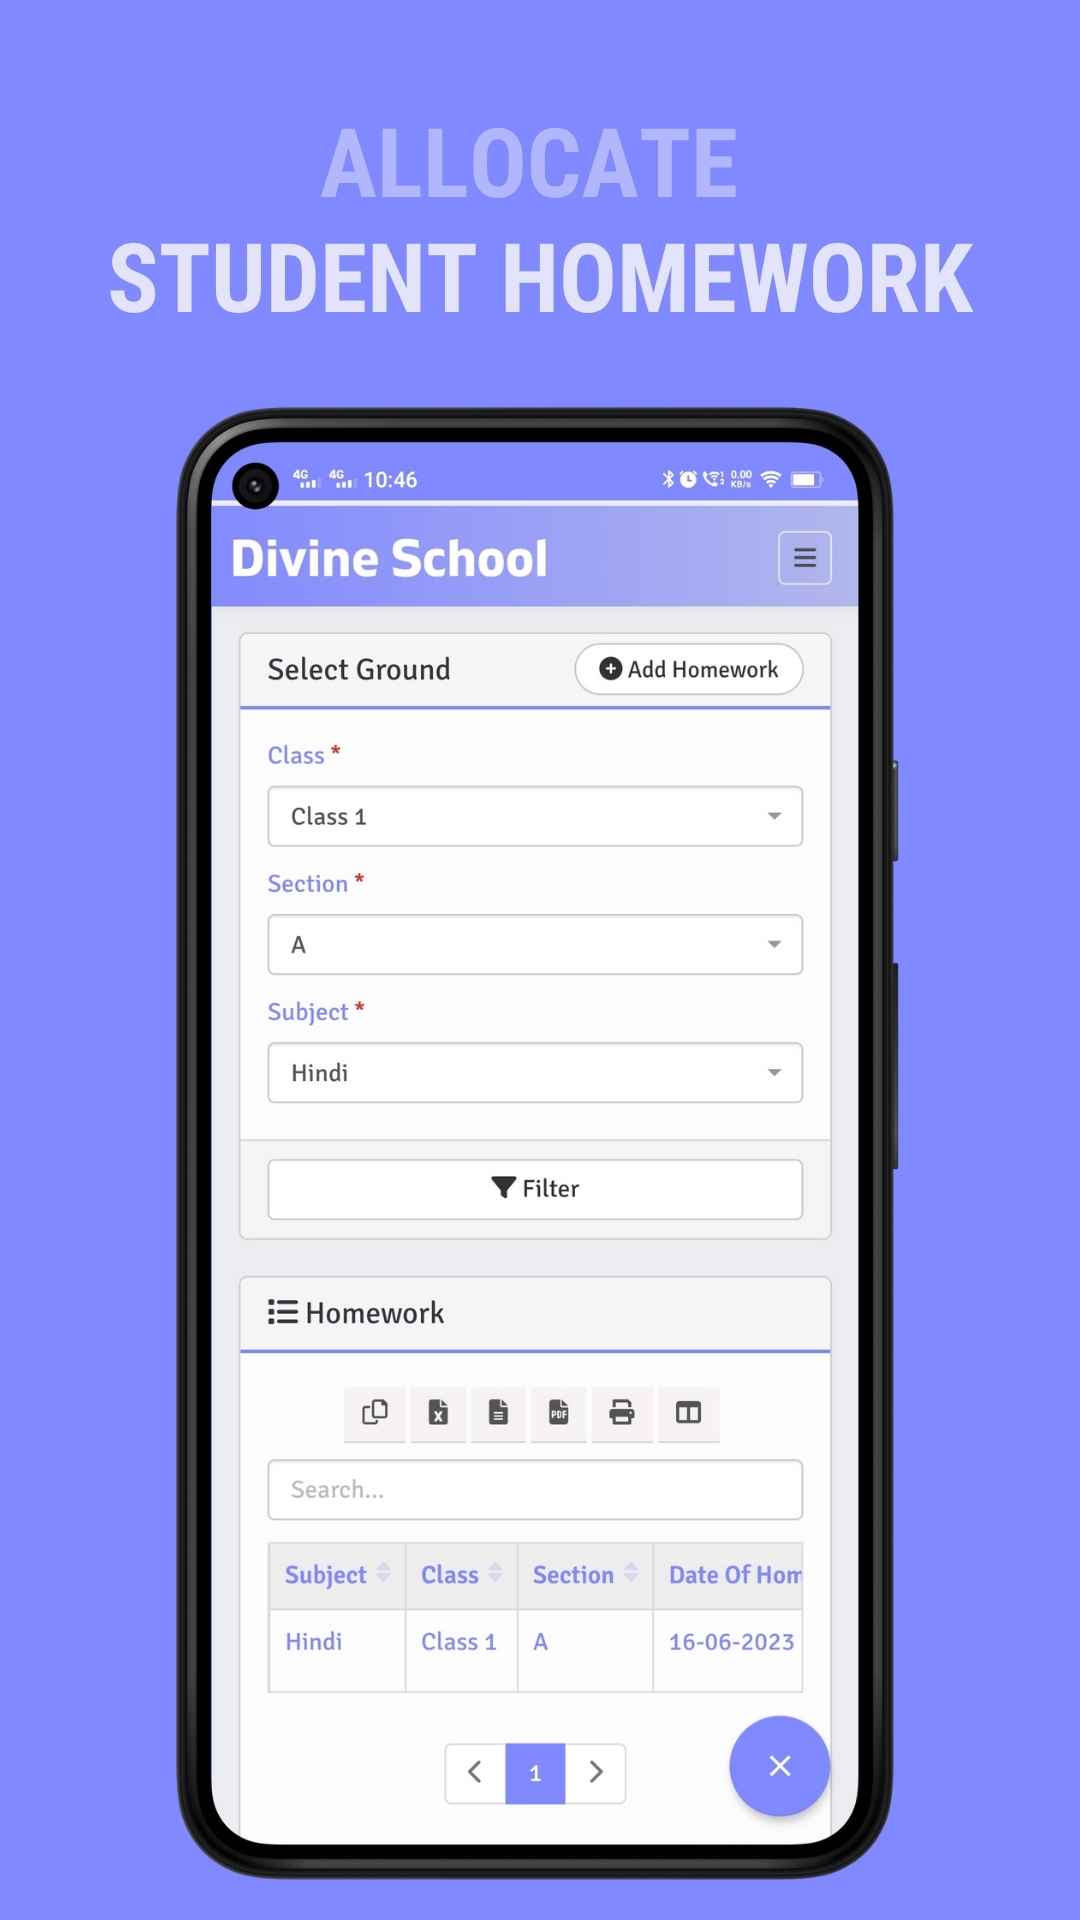 ALLOCATE
STUDENT HOMEWORK
4G 4G 10:46 0.00 KB/s
Divine School
Select Ground Add Homework
Class *
Class 1
Section *
A
Subject *
Hindi
Filter
Homework
PDF
Search...
Subject Class Section Date Of Hom
Hindi Class 1 A 16-06-2023
1